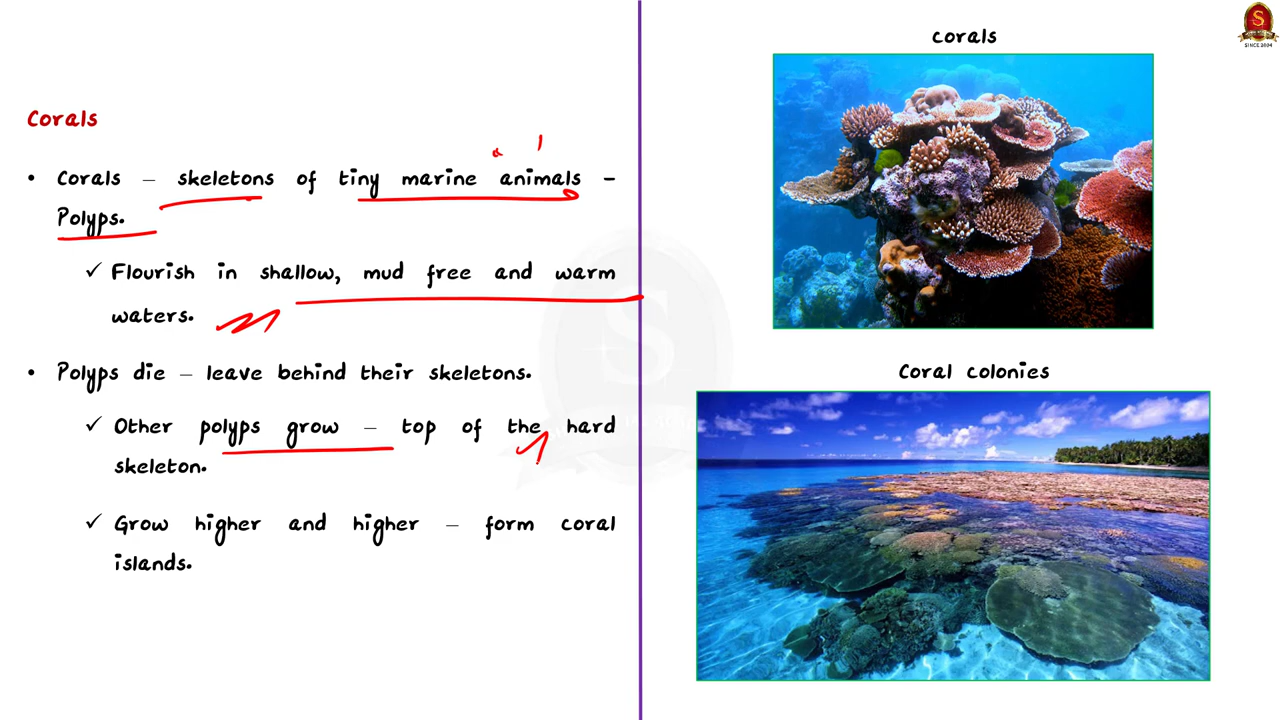 Corals
• Corals – skeletons of tiny marine animals –
Polyps.
✓ Flourish in shallow, mud free and warm
waters.
• Polyps die – leave behind their skeletons.
✓ Other polyps grow – top of the hard
skeleton.
✓ Grow higher and higher – form coral
islands.
corals
Coral colonies
S
SINCE 2004